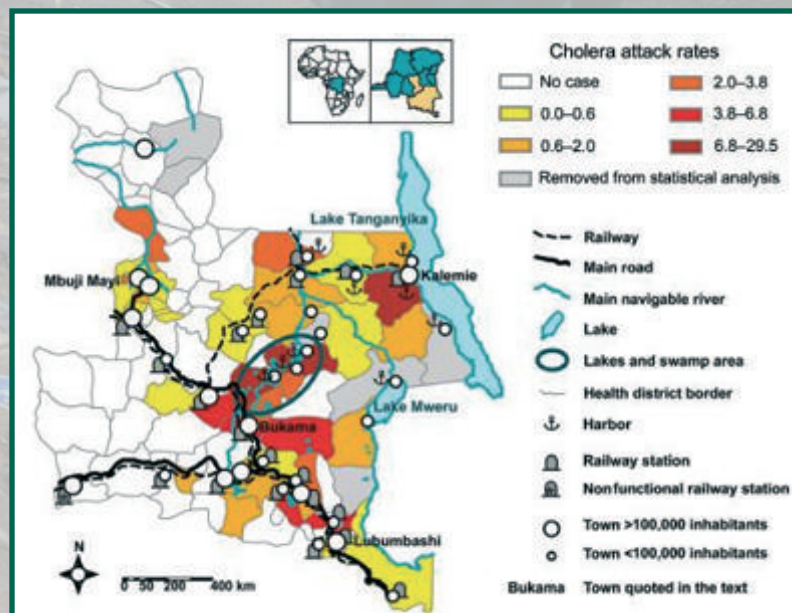 Cholera attack rates
No case
2.0–3.8
0.0–0.6
3.8–6.8
0.6–2.0
6.8–29.5
Removed from statistical analysis
Lake Tanganyika
Mbuji Mayi
Kalemie
Lake Mweru
Bukama
Lubumbashi
Railway
Main road
Main navigable river
Lake
Lakes and swamp area
Health district border
Harbor
Railway station
Nonfunctional railway station
Town >100,000 inhabitants
Town <100,000 inhabitants
Bukama Town quoted in the text
N
0 50 200 400 km